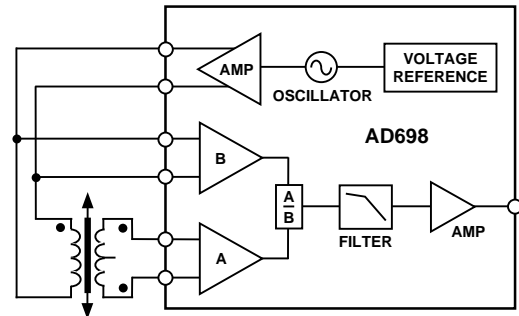 AMP
OSCILLATOR
VOLTAGE
REFERENCE
AD698
B
A
B
A
FILTER
AMP